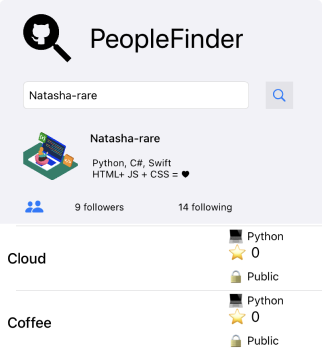 PeopleFinder
Natasha-rare
Natasha-rare
Python, C#, Swift
HTML+ JS + CSS = 🖤
9 followers 14 following
Python
Cloud
0
Public
Python
Coffee
0
Public